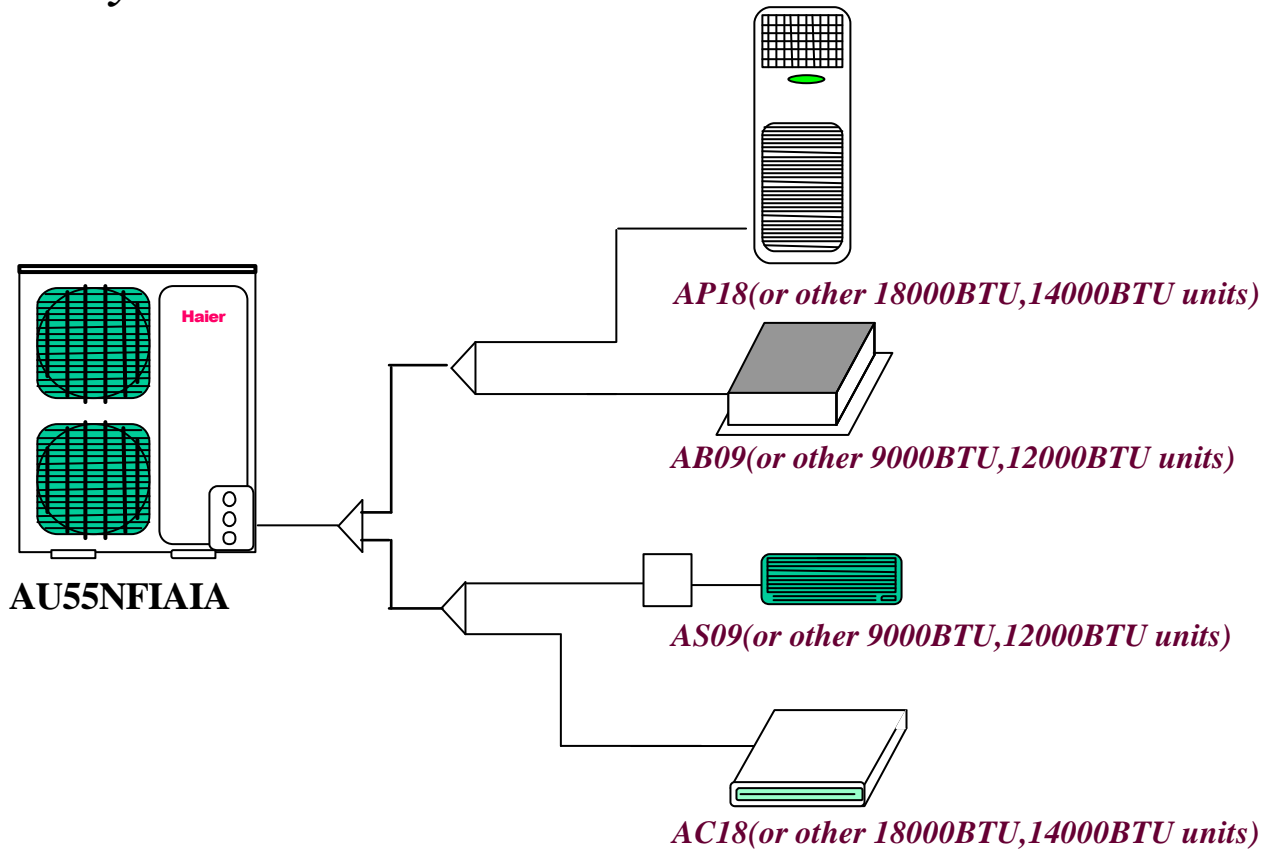 Haier
AP18(or other 18000BTU,14000BTU units)
AB09(or other 9000BTU,12000BTU units)
AU55NFIAIA
AS09(or other 9000BTU,12000BTU units)
AC18(or other 18000BTU,14000BTU units)